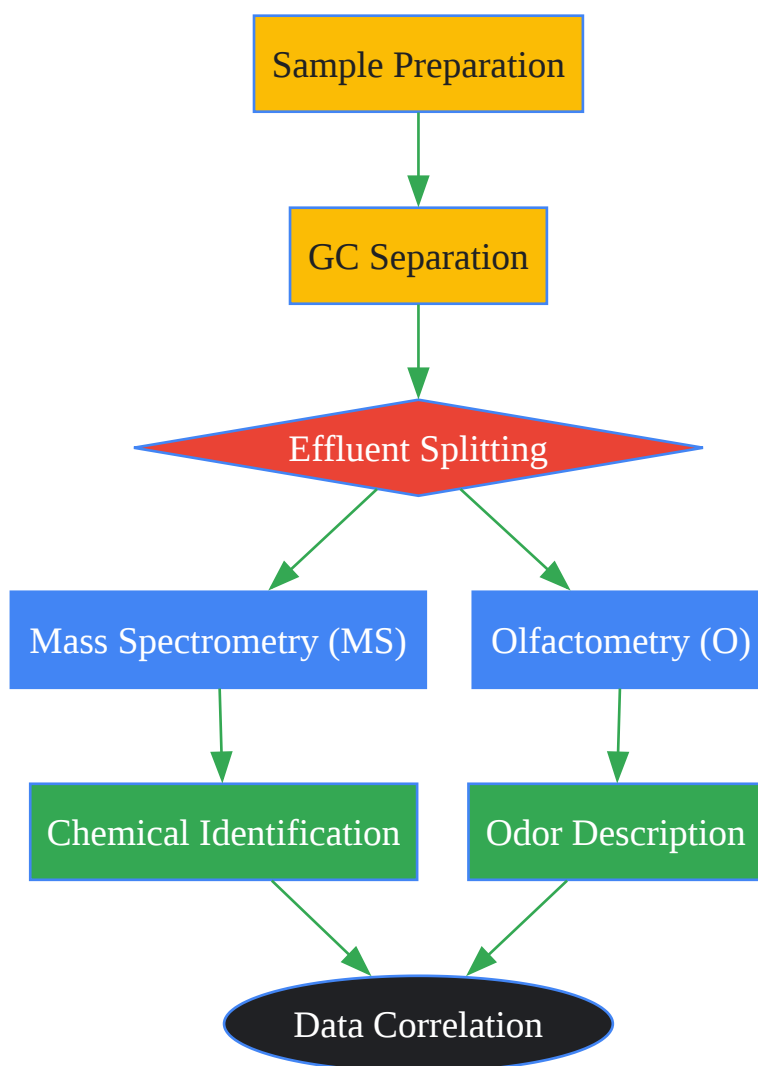 Sample Preparation
GC Separation
Effluent Splitting
Mass Spectrometry (MS)
Olfactometry (O)
Chemical Identification
Odor Description
Data Correlation